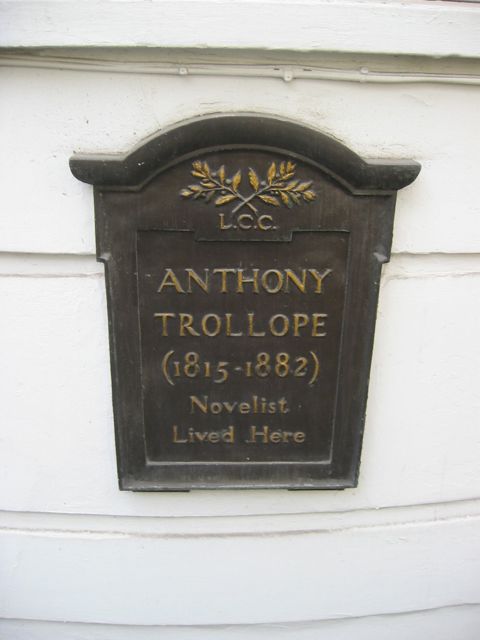 L.C.C.
ANTHONY
TROLLOPE
(1815-1882)
Novelist
Lived Here